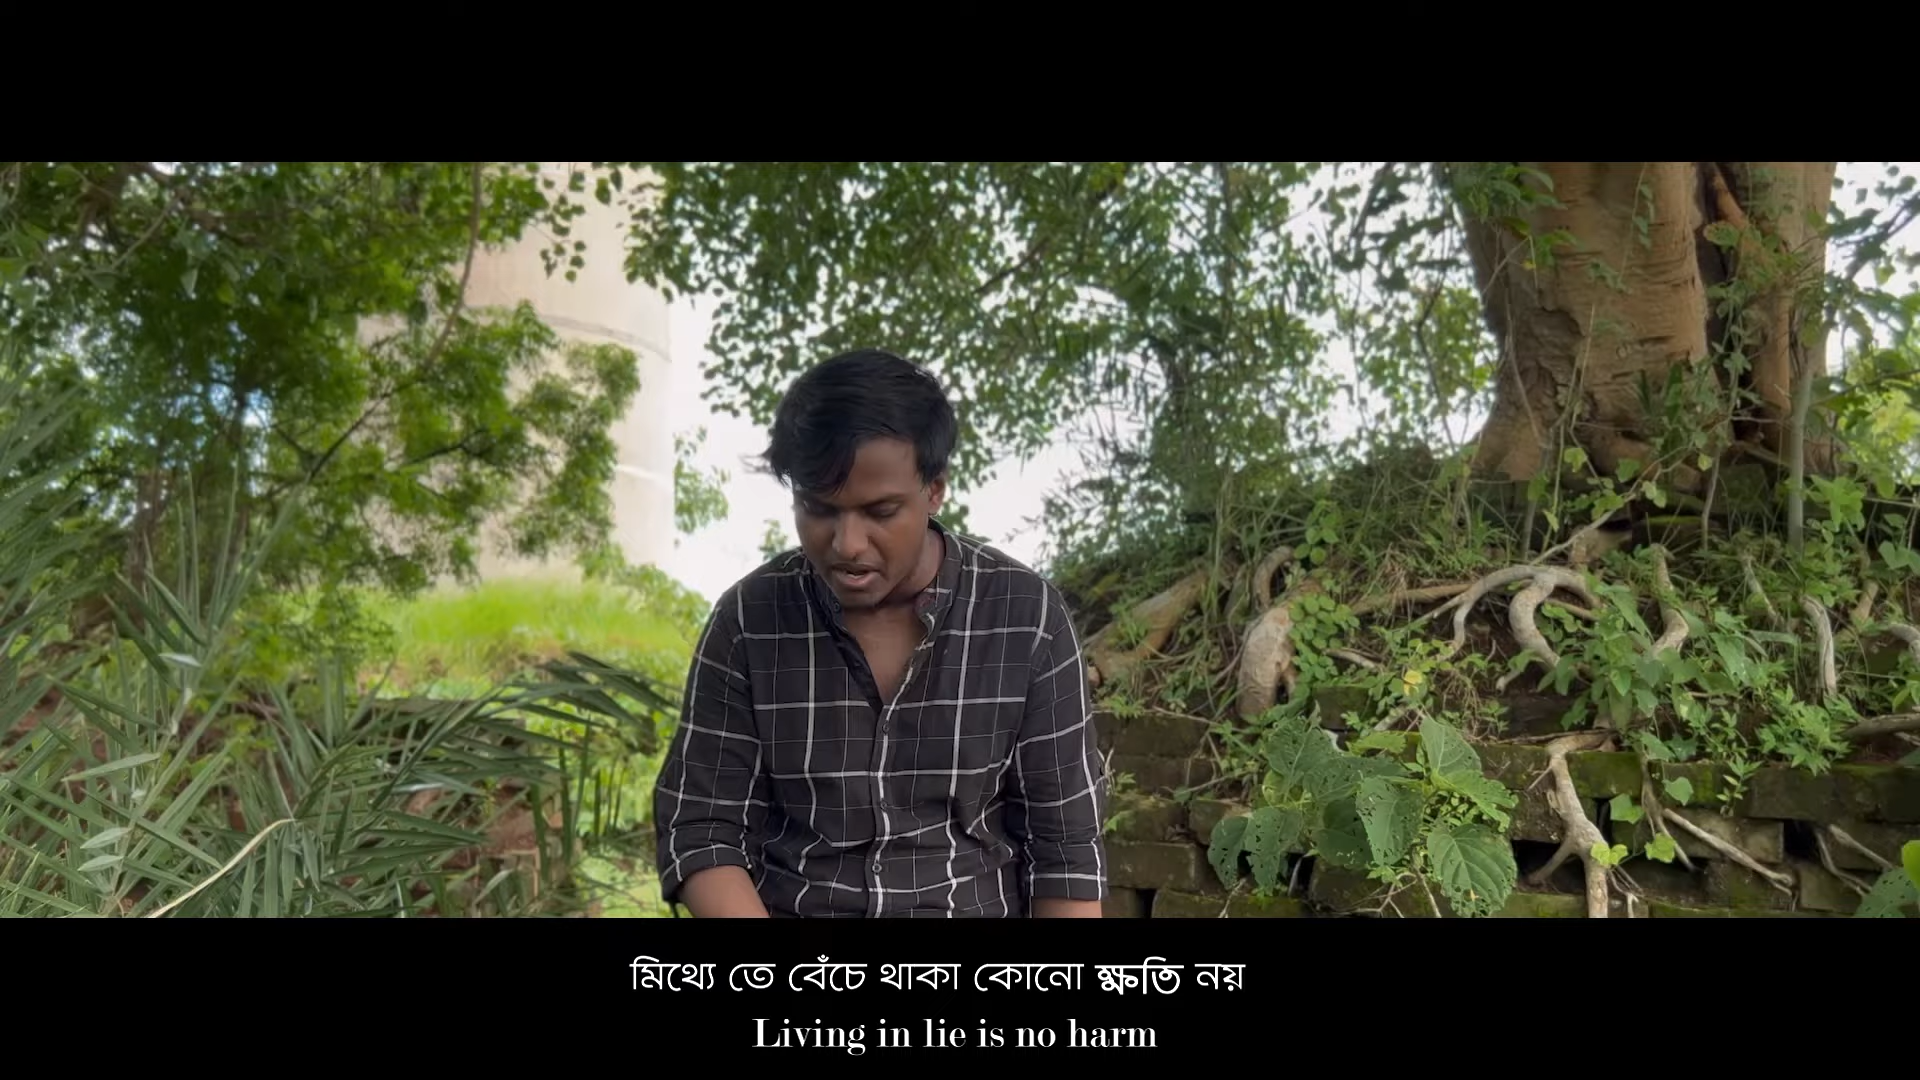 মিথ্যে তে বেঁচে থাকা কোনো ক্ষতি নয়
Living in lie is no harm